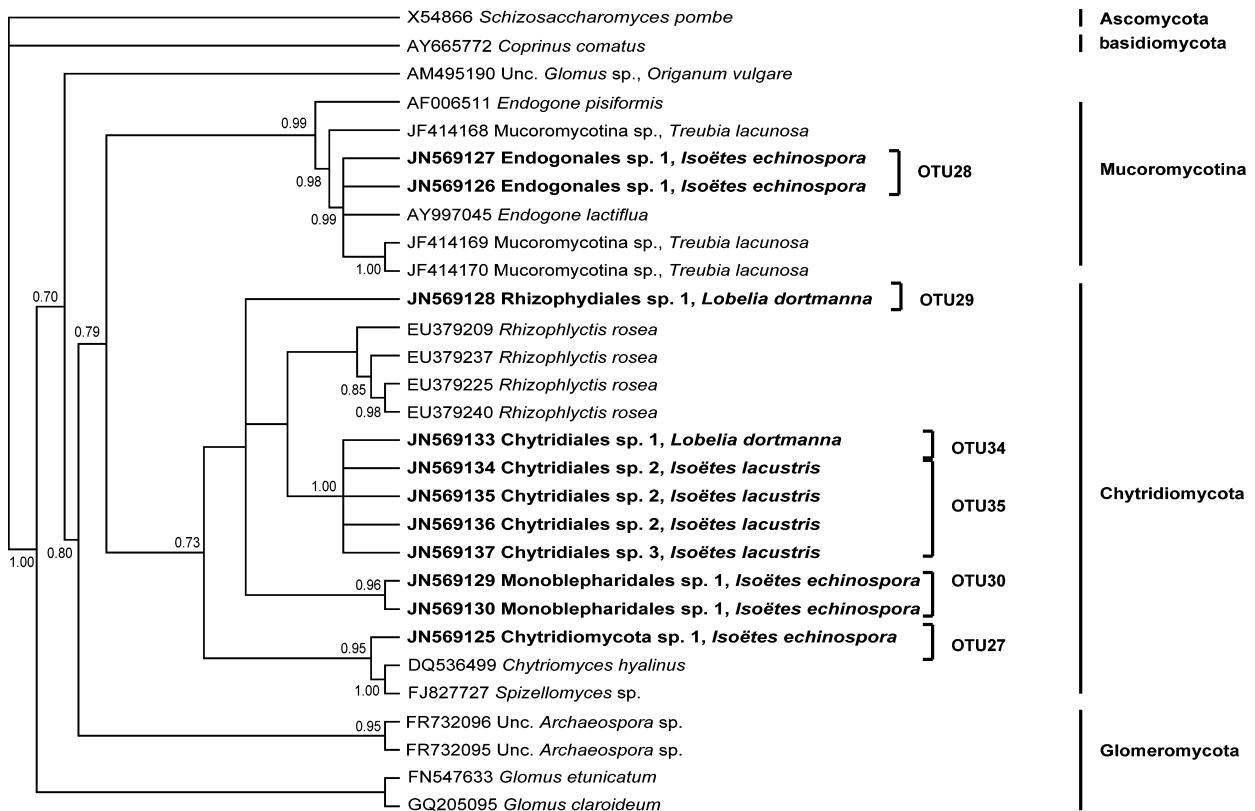 X54866 Schizosaccharomyces pombe
Ascomycota
AY665772 Coprinus comatus
basidiomycota
AM495190 Unc. Glomus sp., Origanum vulgare
AF006511 Endogone pisiformis
0.99
JF414168 Mucoromycotina sp., Treubia lacunosa
JN569127 Endogonales sp. 1, Isoëtes echinospora
OTU28
Mucoromycotina
0.98
JN569126 Endogonales sp. 1, Isoëtes echinospora
0.99
AY997045 Endogone lactiflua
JF414169 Mucoromycotina sp., Treubia lacunosa
1.00
JF414170 Mucoromycotina sp., Treubia lacunosa
0.70
JN569128 Rhizophydiales sp. 1, Lobelia dortmanna
OTU29
0.79
EU379209 Rhizophlyctis rosea
EU379237 Rhizophlyctis rosea
0.85
EU379225 Rhizophlyctis rosea
0.98
EU379240 Rhizophlyctis rosea
JN569133 Chytridiales sp. 1, Lobelia dortmanna
OTU34
JN569134 Chytridiales sp. 2, Isoëtes lacustris
1.00
JN569135 Chytridiales sp. 2, Isoëtes lacustris
OTU35
Chytridiomycota
JN569136 Chytridiales sp. 2, Isoëtes lacustris
0.73
JN569137 Chytridiales sp. 3, Isoëtes lacustris
1.00
0.80
0.96
JN569129 Monoblepharidales sp. 1, Isoëtes echinospora
OTU30
JN569130 Monoblepharidales sp. 1, Isoëtes echinospora
JN569125 Chytridiomycota sp. 1, Isoëtes echinospora
OTU27
0.95
DQ536499 Chytriomyces hyalinus
1.00
FJ827727 Spizellomyces sp.
0.95
FR732096 Unc. Archaeospora sp.
FR732095 Unc. Archaeospora sp.
Glomeromycota
FN547633 Glomus etunicatum
GQ205095 Glomus claroideum